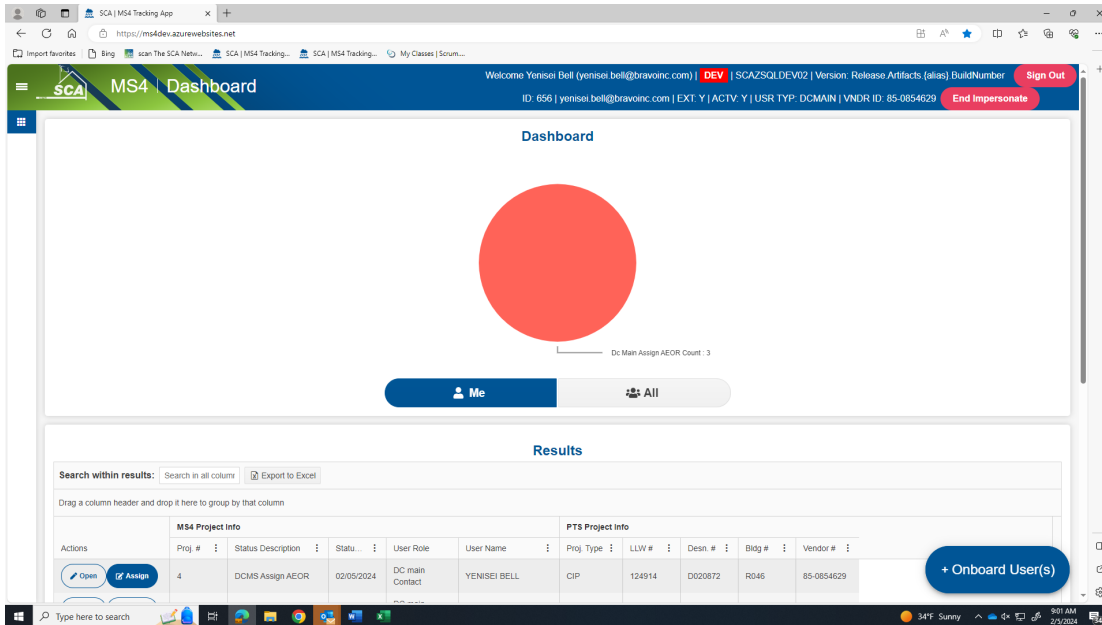 SCA | MS4 Tracking App
https://ms4dev.azurewebsites.net
Import favorites
Bing
scan The SCA Netw...
SCA | MS4 Tracking...
SCA | MS4 Tracking...
My Classes | Scrum....
SCA
MS4 | Dashboard
Welcome Yenisei Bell (yenisei.bell@bravoinc.com) | DEV | SCAZSQLDEV02 | Version: Release.Artifacts.{alias}.BuildNumber
Sign Out
ID: 656 | yenisei.bell@bravoinc.com | EXT: Y | ACTV: Y | USR TYP: DCMAIN | VNDR ID: 85-0854629
End Impersonate
Dashboard
Dc Main Assign AEOR Count : 3
Me
All
Results
Search within results:
Search in all colum
Export to Excel
Drag a column header and drop it here to group by that column
MS4 Project Info
PTS Project Info
Actions
Proj. #
Status Description
Statu...
User Role
User Name
Proj. Type
LLW #
Desn. #
Bldg #
Vendor #
Open
Assign
4
DCMS Assign AEOR
02/05/2024
DC main
Contact
YENISEI BELL
CIP
124914
D020872
R046
85-0854629
+ Onboard User(s)
Type here to search
34°F Sunny
9:01 AM
2/5/2024